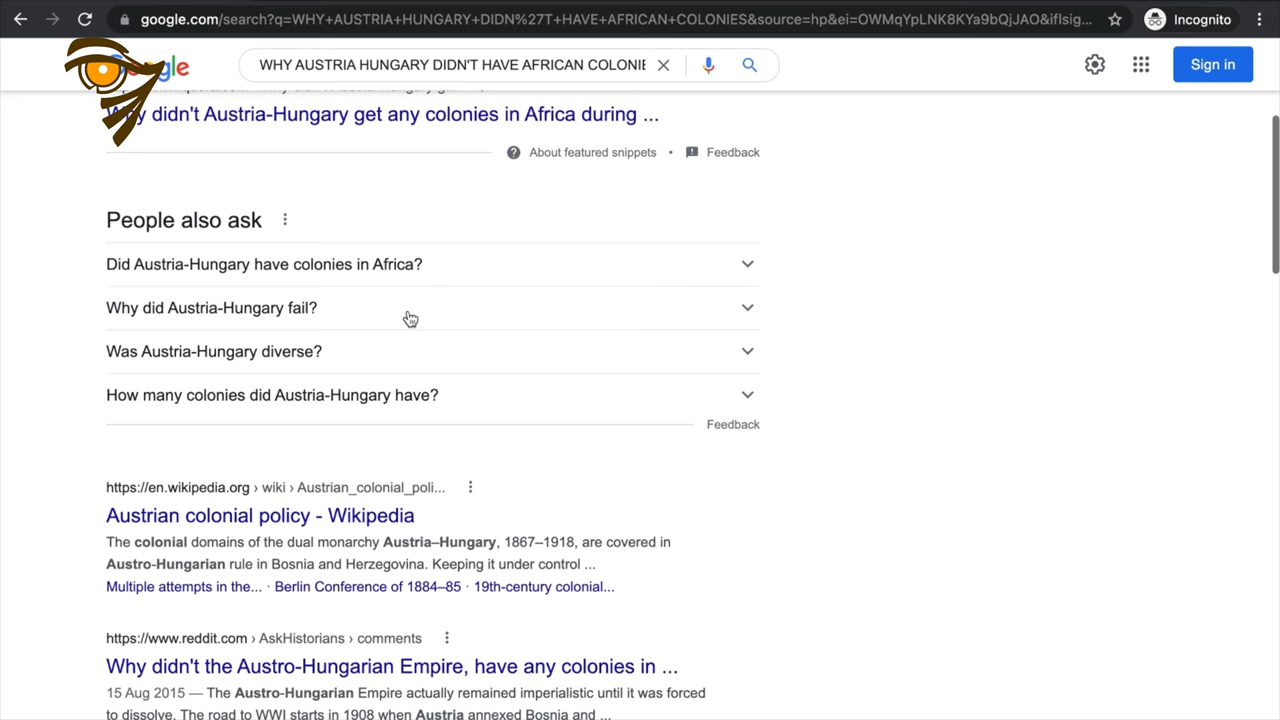 google.com/search?q=WHY+AUSTRIA+HUNGARY+DIDN%27T+HAVE+AFRICAN+COLONIES&source=hp&ei=OWMqYpLNK8KYa9bQjJAO&iflsig...
Incognito
WHY AUSTRIA HUNGARY DIDN'T HAVE AFRICAN COLONIE
Sign in
Why didn't Austria-Hungary get any colonies in Africa during ...
About featured snippets • Feedback
People also ask
Did Austria-Hungary have colonies in Africa?
Why did Austria-Hungary fail?
Was Austria-Hungary diverse?
How many colonies did Austria-Hungary have?
Feedback
https://en.wikipedia.org › wiki › Austrian_colonial_poli...
Austrian colonial policy - Wikipedia
The colonial domains of the dual monarchy Austria–Hungary, 1867–1918, are covered in
Austro-Hungarian rule in Bosnia and Herzegovina. Keeping it under control ...
Multiple attempts in the... · Berlin Conference of 1884–85 · 19th-century colonial...
https://www.reddit.com › AskHistorians › comments
Why didn't the Austro-Hungarian Empire, have any colonies in ...
15 Aug 2015 — The Austro-Hungarian Empire actually remained imperialistic until it was forced
to dissolve. The road to WWI starts in 1908 when Austria annexed Bosnia and ...